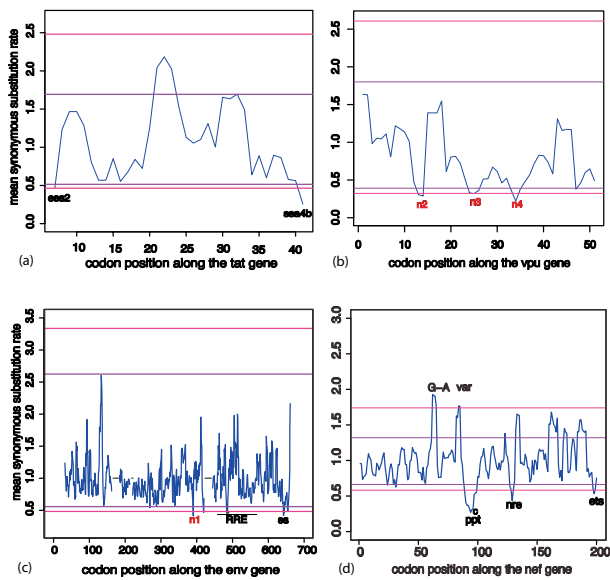 mean synonymous substitution rate
2.5
2.0
1.5
1.0
0.5
0.0
ess2
ess4b
10 15 20 25 30 35 40
(a)
codon position along the tat gene
2.5
2.0
1.5
1.0
0.5
0.0
n2
n3
n4
0 10 20 30 40 50
(b)
codon position along the vpu gene
mean synonymous substitution rate
3.5
3.0
2.5
2.0
1.5
1.0
0.5
n1
RRE
ss
0 100 200 300 400 500 600 700
(c)
codon position along the env gene
3.0
2.5
2.0
1.5
1.0
0.5
0.0
G–A var
c
ppt
nre
ets
0 50 100 150 200
(d)
codon position along the nef gene